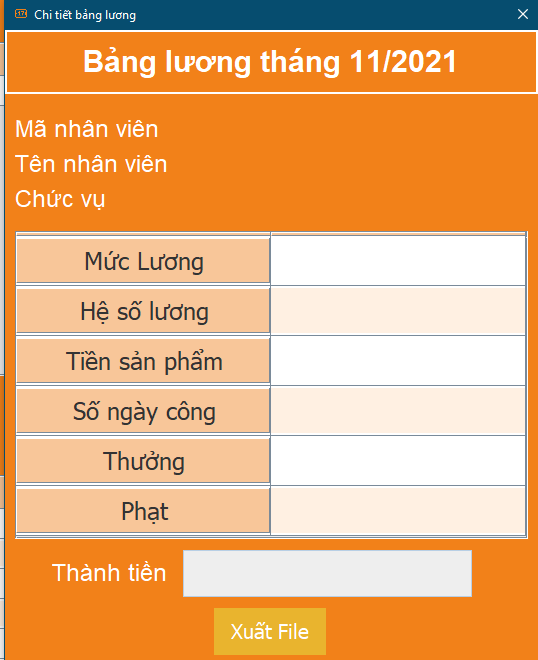 Chi tiết bảng lương
Bảng lương tháng 11/2021
Mã nhân viên
Tên nhân viên
Chức vụ
Mức Lương
Hệ số lương
Tiền sản phẩm
Số ngày công
Thưởng
Phạt
Thành tiền
Xuất File